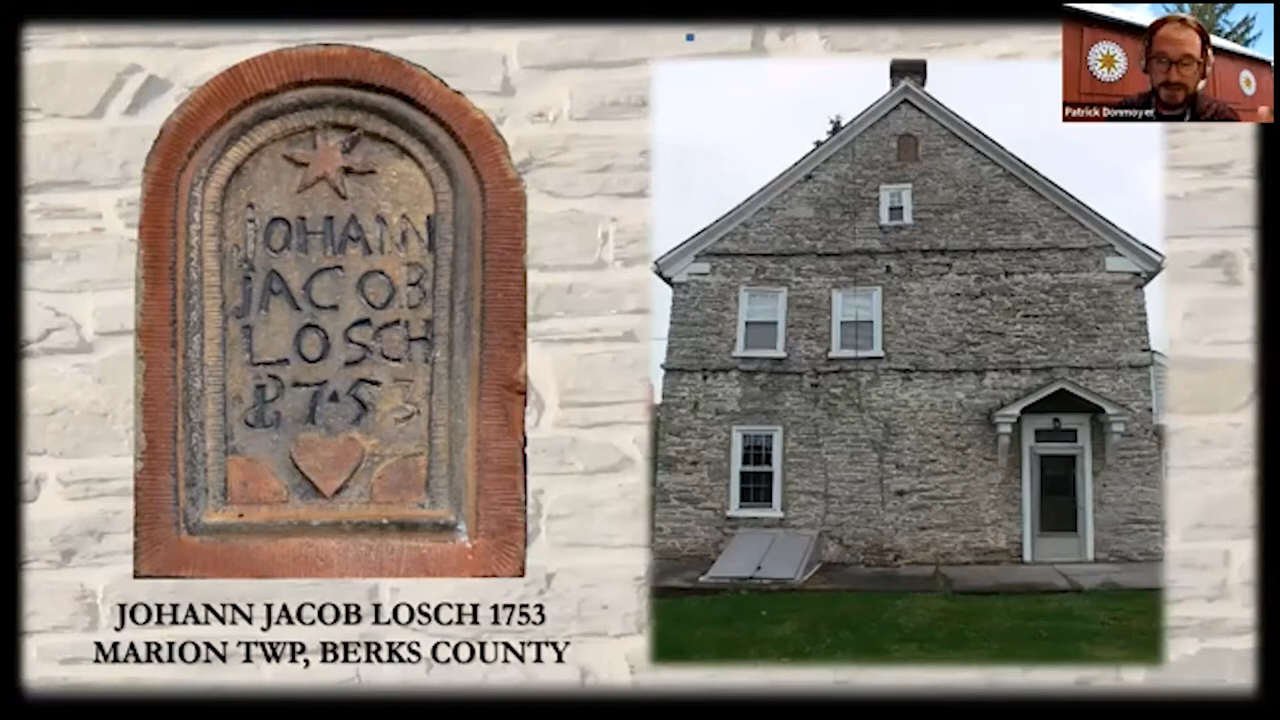 JOHANN
JACOB
LOSCH
1753
JOHANN JACOB LOSCH 1753
MARION TWP, BERKS COUNTY
Patrick Donmoyer